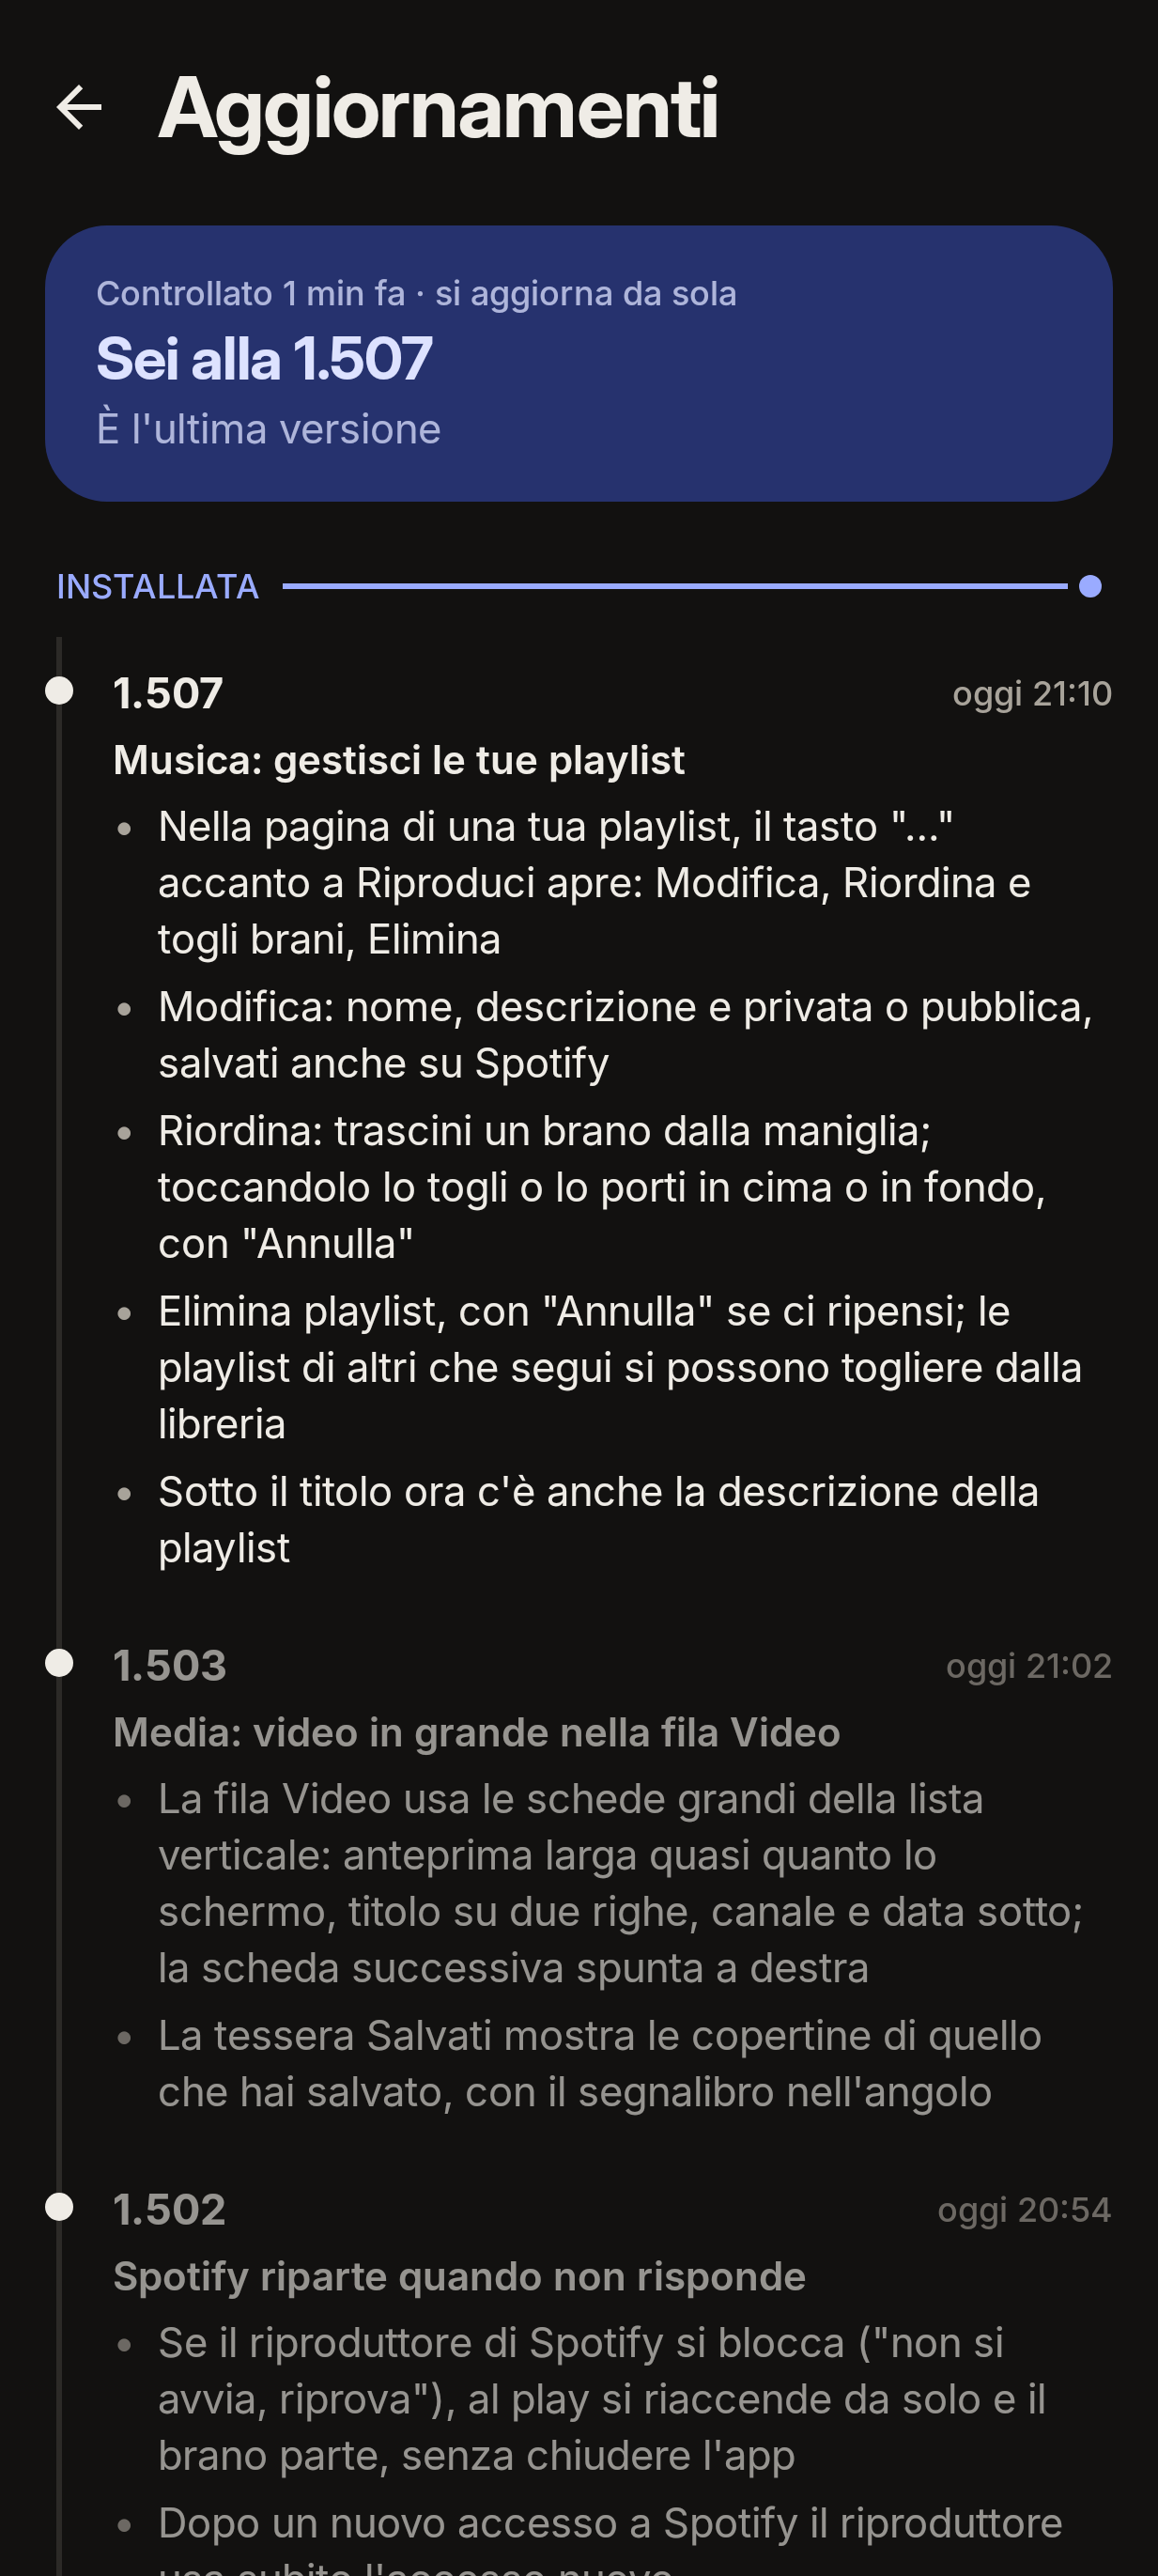 Aggiornamenti
Controllato 1 min fa · si aggiorna da sola
Sei alla 1.507
È l'ultima versione
INSTALLATA
1.507 oggi 21:10
Musica: gestisci le tue playlist
• Nella pagina di una tua playlist, il tasto "..."
accanto a Riproduci apre: Modifica, Riordina e
togli brani, Elimina
• Modifica: nome, descrizione e privata o pubblica,
salvati anche su Spotify
• Riordina: trascini un brano dalla maniglia;
toccandolo lo togli o lo porti in cima o in fondo,
con "Annulla"
• Elimina playlist, con "Annulla" se ci ripensi; le
playlist di altri che segui si possono togliere dalla
libreria
• Sotto il titolo ora c'è anche la descrizione della
playlist
1.503 oggi 21:02
Media: video in grande nella fila Video
• La fila Video usa le schede grandi della lista
verticale: anteprima larga quasi quanto lo
schermo, titolo su due righe, canale e data sotto;
la scheda successiva spunta a destra
• La tessera Salvati mostra le copertine di quello
che hai salvato, con il segnalibro nell'angolo
1.502 oggi 20:54
Spotify riparte quando non risponde
• Se il riproduttore di Spotify si blocca ("non si
avvia, riprova"), al play si riaccende da solo e il
brano parte, senza chiudere l'app
• Dopo un nuovo accesso a Spotify il riproduttore